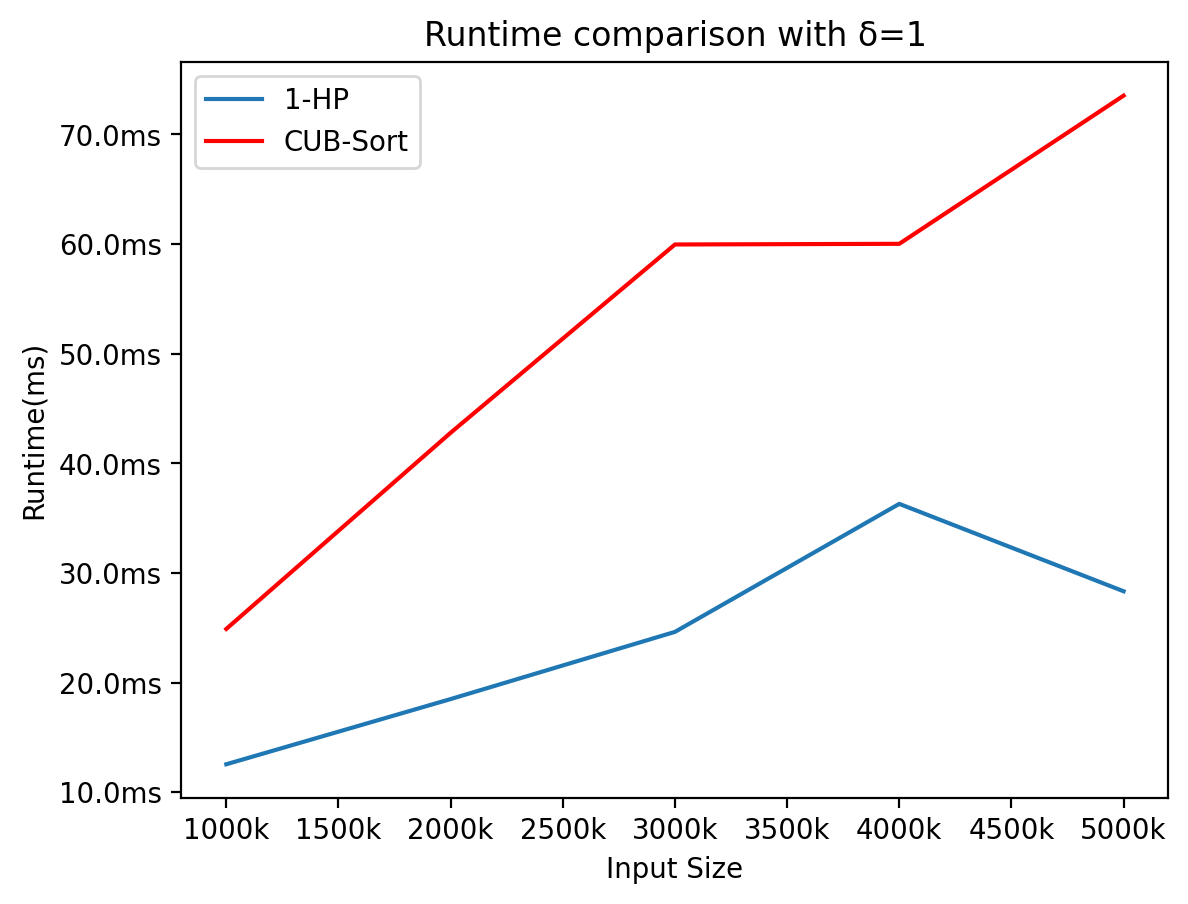 Runtime comparison with δ=1
1-HP
CUB-Sort
70.0ms
60.0ms
50.0ms
40.0ms
30.0ms
20.0ms
10.0ms
Runtime(ms)
1000k 1500k 2000k 2500k 3000k 3500k 4000k 4500k 5000k
Input Size